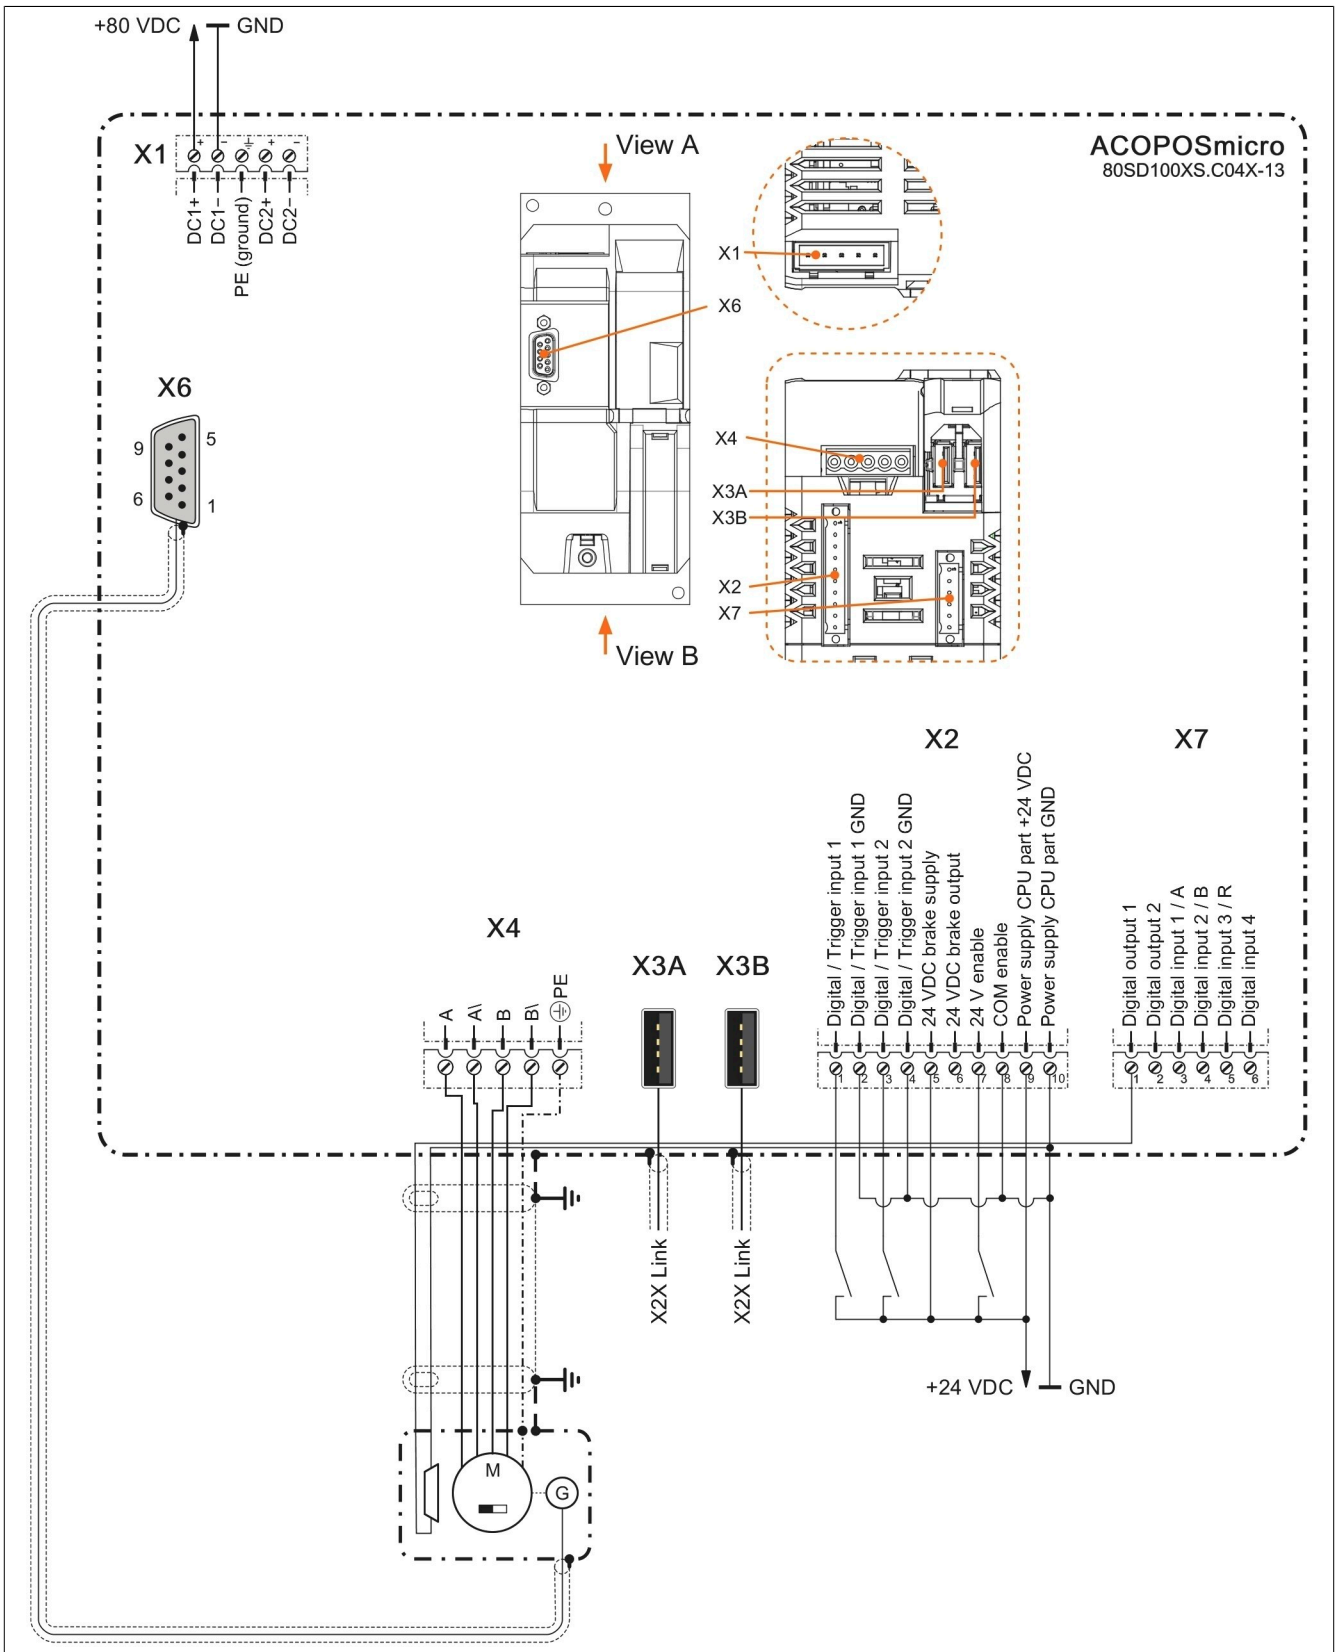 +80 VDC GND
ACOPOSmicro
80SD100XS.C04X-13
X1
+ − + −
DC1+
DC1−
PE (ground)
DC2+
DC2−
View A
X1
X6
X6
5
9
6
1
X4
X3A
X3B
X2
X7
View B
X2
X7
Digital / Trigger input 1
Digital / Trigger input 1 GND
Digital / Trigger input 2
Digital / Trigger input 2 GND
24 VDC brake supply
24 VDC brake output
24 V enable
COM enable
Power supply CPU part +24 VDC
Power supply CPU part GND
1 2 3 4 5 6 7 8 9 10
Digital output 1
Digital output 2
Digital input 1 / A
Digital input 2 / B
Digital input 3 / R
Digital input 4
1 2 3 4 5 6
X4
A
A\
B
B\
PE
X3A
X3B
X2X Link
X2X Link
+24 VDC GND
M
G